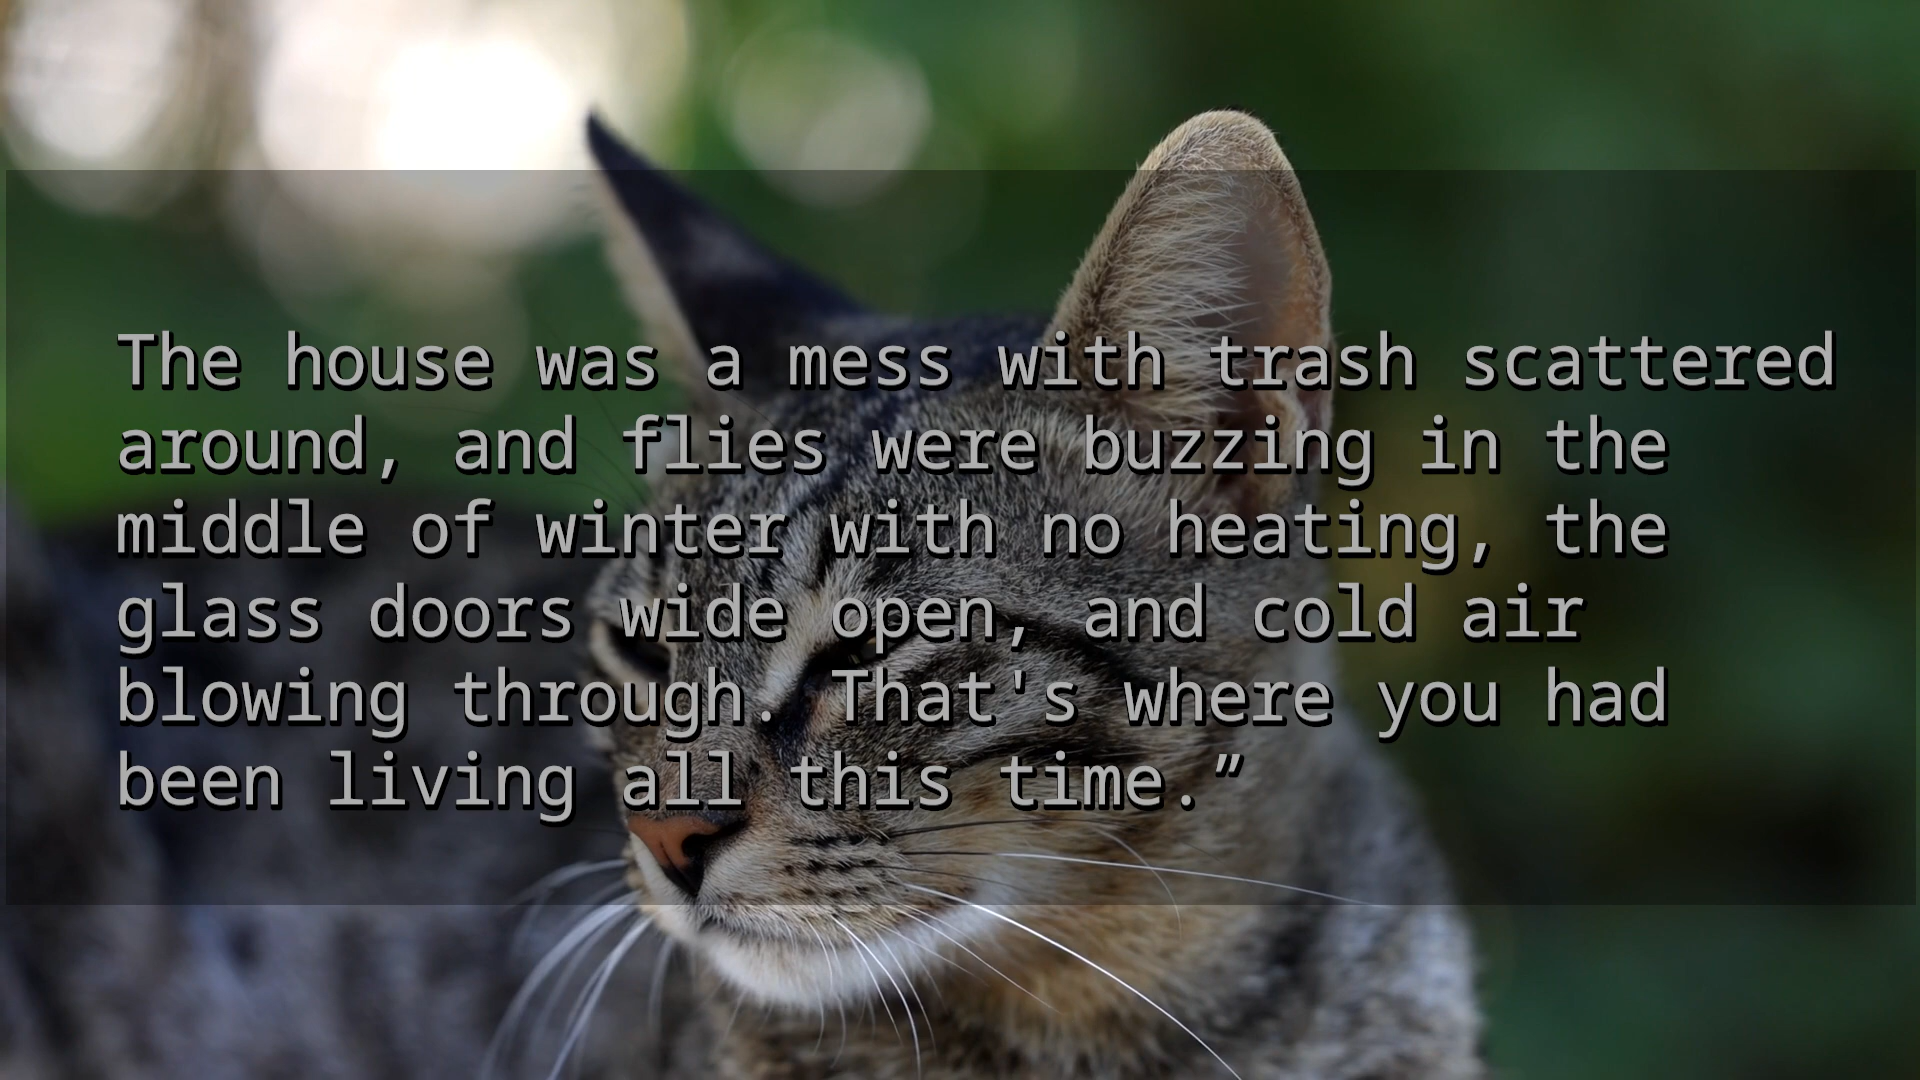 The house was a mess with trash scattered
around, and flies were buzzing in the
middle of winter with no heating, the
glass doors wide open, and cold air
blowing through. That's where you had
been living all this time.”